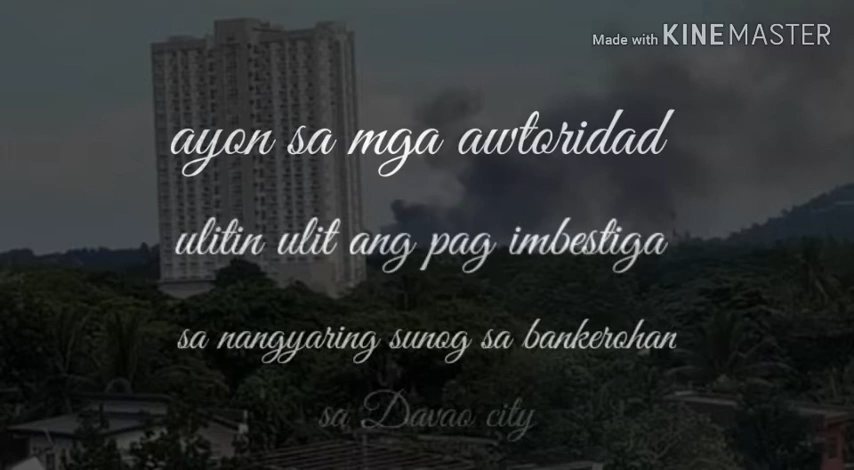 Made with KINEMASTER
ayon sa mga awtoridad
ulitin ulit ang pag imbestiga
sa nangyaring sunog sa bankerohan
sa Davao city